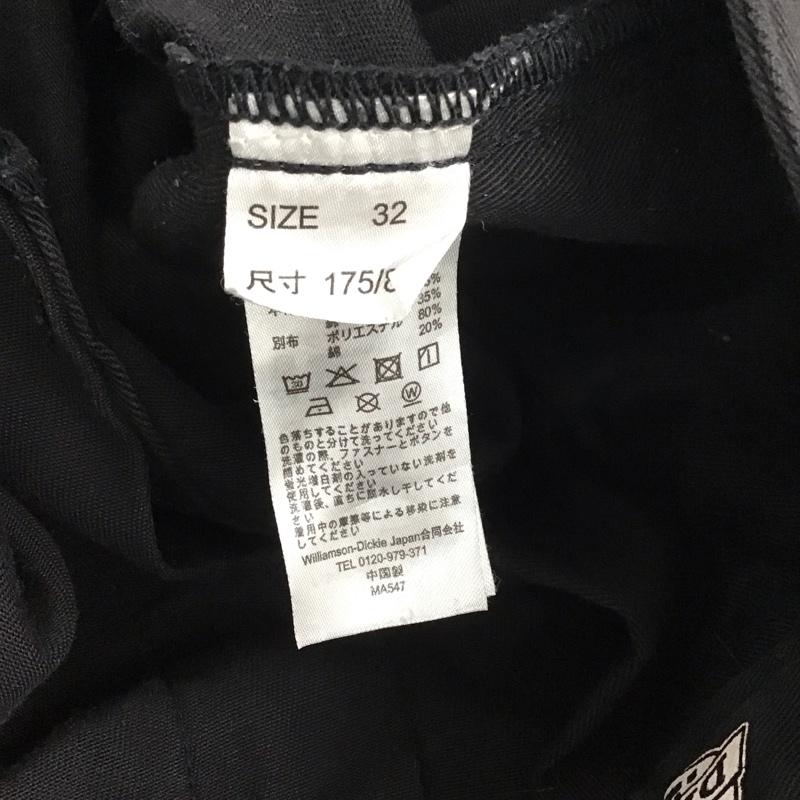 SIZE 32
尺寸 175/8
35%
別布 ポリエステル 80%
綿 20%
30
W
色落ちすることがありますので他
のものと分けて洗ってください
洗濯の際、ファスナーとボタンを
閉めてください
蛍光増白剤の入っていない洗剤を
使用してください
洗濯後、直ちに脱水し干してくだ
さい
着用中の摩擦等による移染に注意
してください
Williamson-Dickie Japan合同会社
TEL 0120-979-371
中国製
MA547